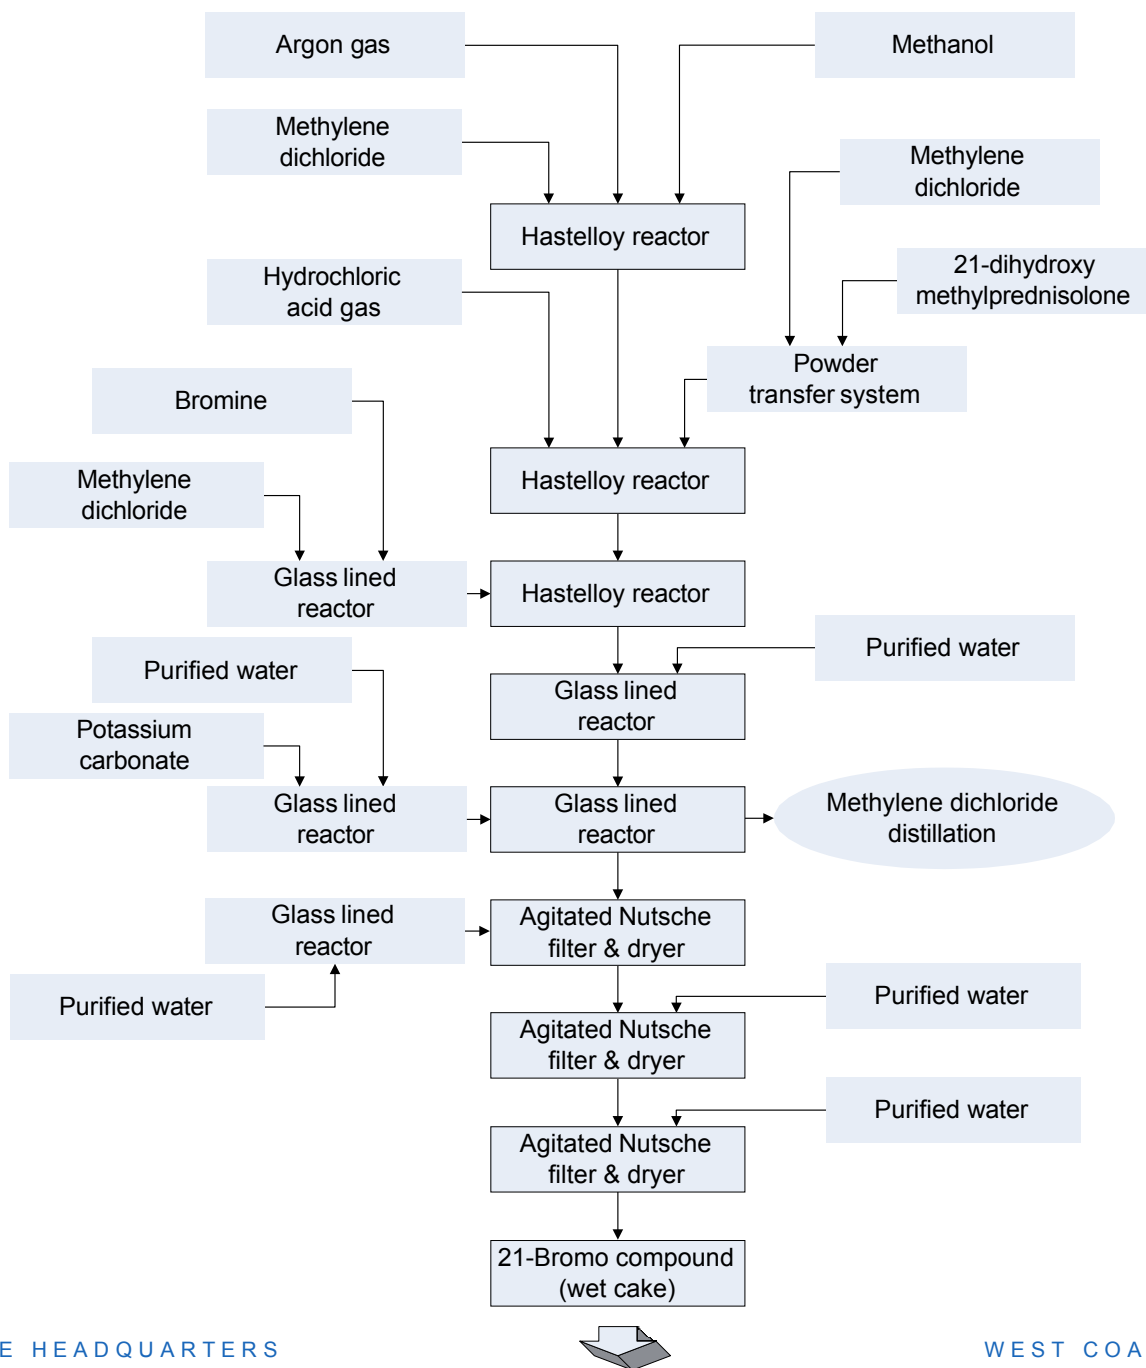 Argon gas
Methanol
Methylene
dichloride
Methylene
dichloride
Hastelloy reactor
Hydrochloric
acid gas
21-dihydroxy
methylprednisolone
Powder
transfer system
Bromine
Methylene
dichloride
Hastelloy reactor
Glass lined
reactor
Hastelloy reactor
Purified water
Purified water
Glass lined
reactor
Potassium
carbonate
Glass lined
reactor
Glass lined
reactor
Methylene dichloride
distillation
Glass lined
reactor
Agitated Nutsche
filter & dryer
Purified water
Purified water
Agitated Nutsche
filter & dryer
Purified water
Agitated Nutsche
filter & dryer
21-Bromo compound
(wet cake)
E HEADQUARTERS
WEST COA